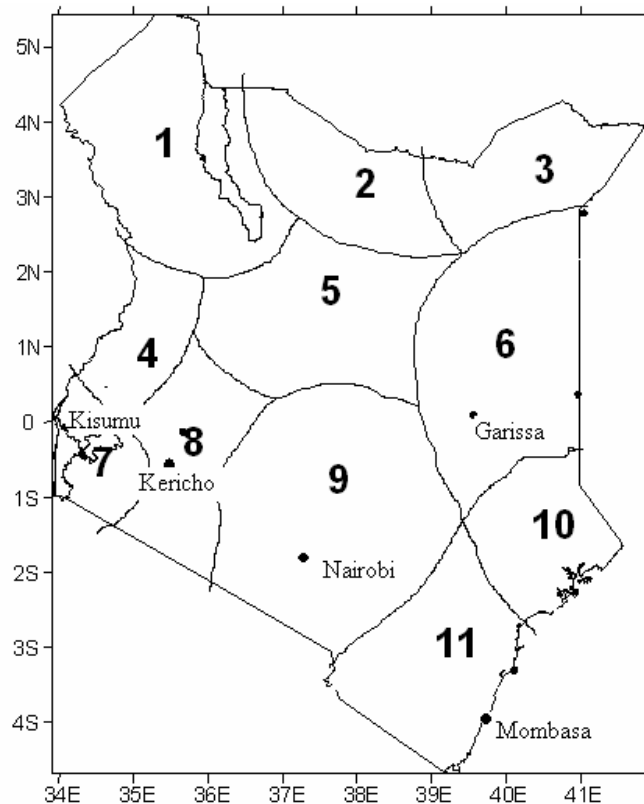 5N
4N
3
1
2
3N
2N
5
6
4
1N
0
Kisumu
8
Garissa
7
Kericho
9
1S
10
Nairobi
2S
11
3S
4S
Mombasa
34E 35E 36E 37E 38E 39E 40E 41E